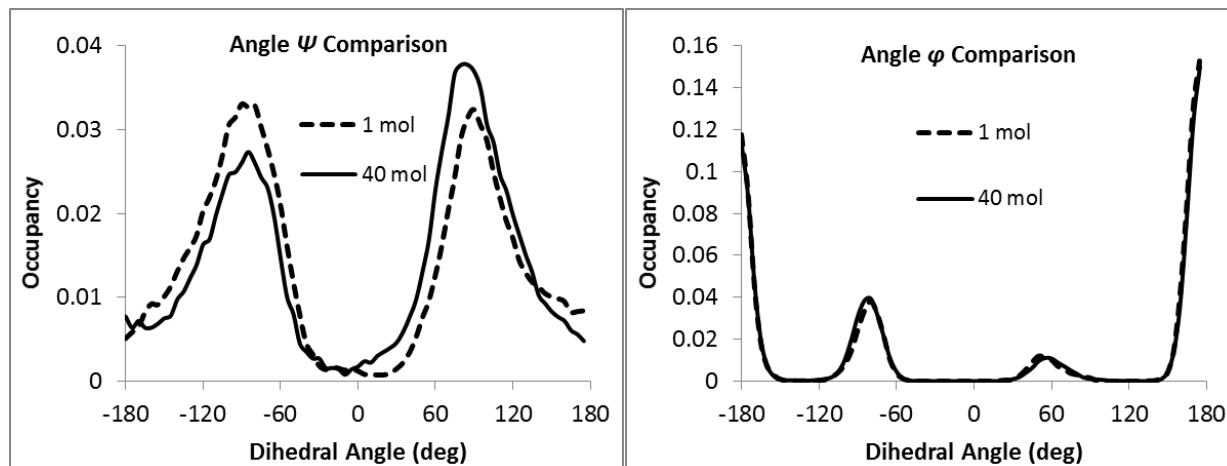 Angle Ψ Comparison
0.04
0.03
0.02
0.01
0
1 mol
40 mol
Occupancy
-180 -120 -60 0 60 120 180
Dihedral Angle (deg)
Angle φ Comparison
0.16
0.14
0.12
0.1
0.08
0.06
0.04
0.02
0
1 mol
40 mol
Occupancy
-180 -120 -60 0 60 120 180
Dihedral Angle (deg)